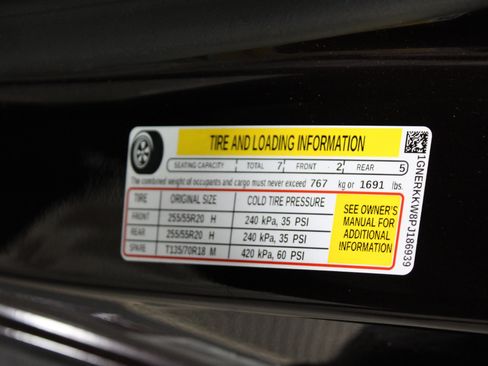 TIRE AND LOADING INFORMATION
SEATING CAPACITY TOTAL 7 FRONT 2 REAR 5
The combined weight of occupants and cargo must never exceed 767 kg or 1691 lbs.
TIRE ORIGINAL SIZE COLD TIRE PRESSURE
FRONT 255/55R20 H 240 kPa, 35 PSI
REAR 255/55R20 H 240 kPa, 35 PSI
SPARE T135/70R18 M 420 kPa, 60 PSI
SEE OWNER'S
MANUAL FOR
ADDITIONAL
INFORMATION
1GNERKKW8PJ186939